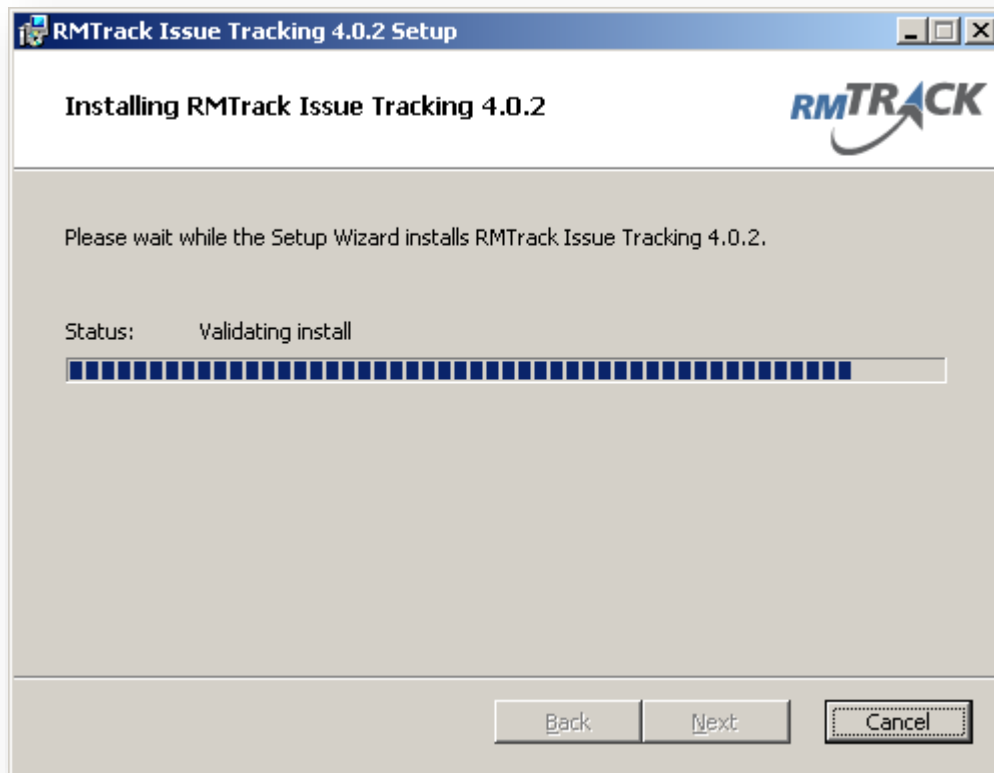 RMTrack Issue Tracking 4.0.2 Setup
Installing RMTrack Issue Tracking 4.0.2
RMTRACK
Please wait while the Setup Wizard installs RMTrack Issue Tracking 4.0.2.
Status: Validating install
Back Next Cancel